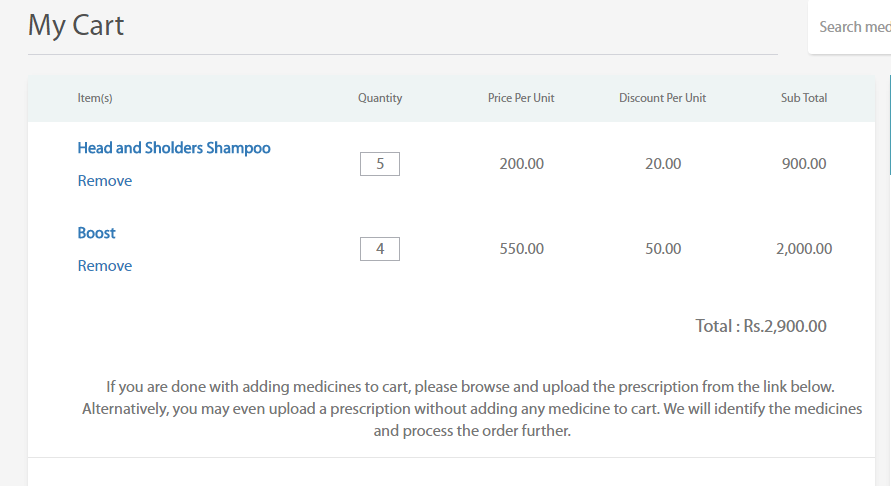 My Cart
Search med
Item(s) Quantity Price Per Unit Discount Per Unit Sub Total
Head and Sholders Shampoo
5 200.00 20.00 900.00
Remove
Boost
4 550.00 50.00 2,000.00
Remove
Total : Rs.2,900.00
If you are done with adding medicines to cart, please browse and upload the prescription from the link below.
Alternatively, you may even upload a prescription without adding any medicine to cart. We will identify the medicines
and process the order further.